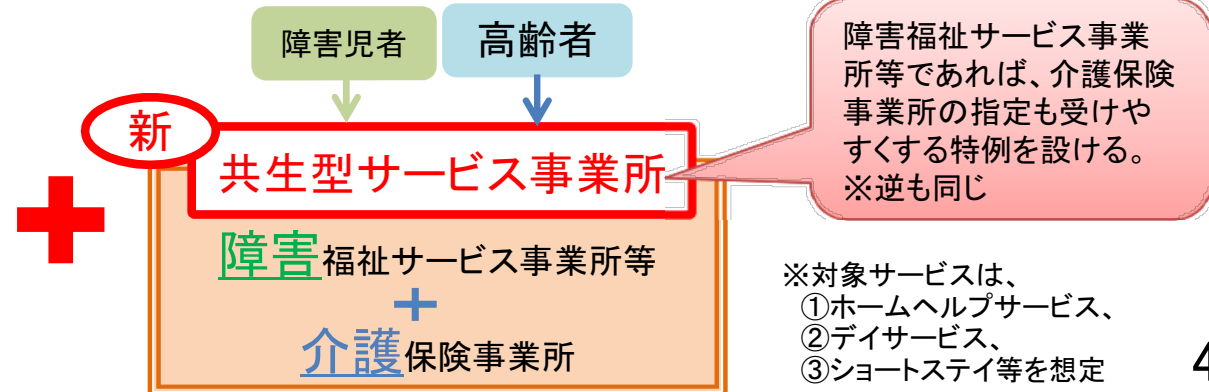 障害児者
高齢者
新
共生型サービス事業所
障害福祉サービス事業所等
+
介護保険事業所
障害福祉サービス事業
所等であれば、介護保険
事業所の指定も受けや
すくする特例を設ける。
※逆も同じ
※対象サービスは、
①ホームヘルプサービス、
②デイサービス、
③ショートステイ等を想定
4